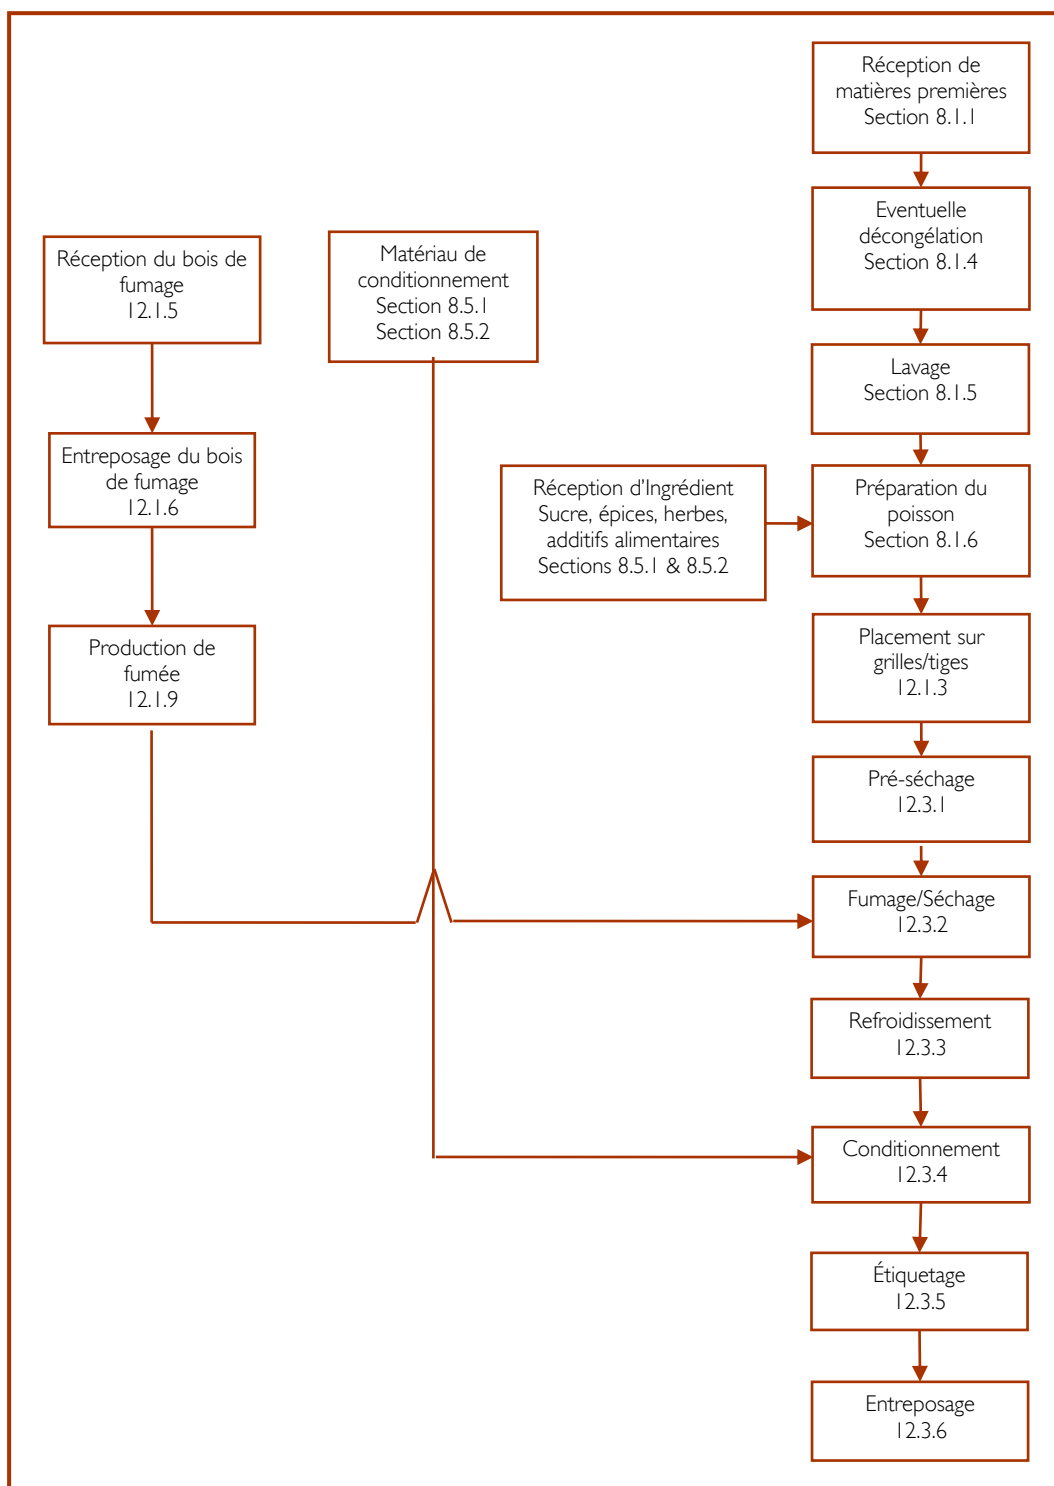 Réception de
matières premières
Section 8.1.1
Eventuelle
décongélation
Section 8.1.4
Réception du bois de
fumage
12.1.5
Matériau de
conditionnement
Section 8.5.1
Section 8.5.2
Lavage
Section 8.1.5
Entreposage du bois
de fumage
12.1.6
Réception d'Ingrédient
Sucre, épices, herbes,
additifs alimentaires
Sections 8.5.1 & 8.5.2
Préparation du
poisson
Section 8.1.6
Production de
fumée
12.1.9
Placement sur
grilles/tiges
12.1.3
Pré-séchage
12.3.1
Fumage/Séchage
12.3.2
Refroidissement
12.3.3
Conditionnement
12.3.4
Étiquetage
12.3.5
Entreposage
12.3.6